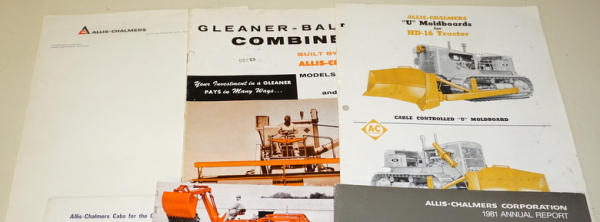 ALLIS-CHALMERS
GLEANER-BAL
COMBINE
BUILT BY
ALLIS-CH
MODELS
and
Your Investment in a GLEANER
PAYS in Many Ways...
ALLIS-CHALMERS
"U" Moldboards
for
HD-16 Tractor
CABLE CONTROLLED "U" MOLDBOARD
A-C
Allis-Chalmers Cabs for the
ALLIS-CHALMERS CORPORATION
1981 ANNUAL REPORT